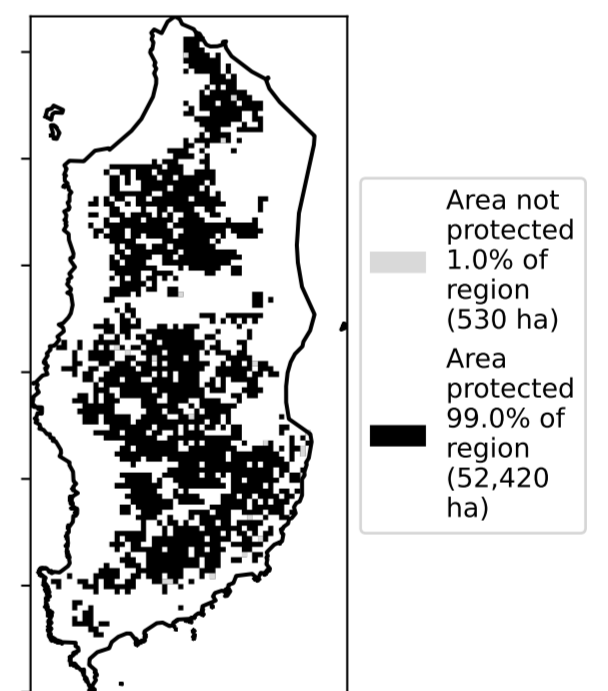 Area not
protected
1.0% of
region
(530 ha)
Area
protected
99.0% of
region
(52,420
ha)